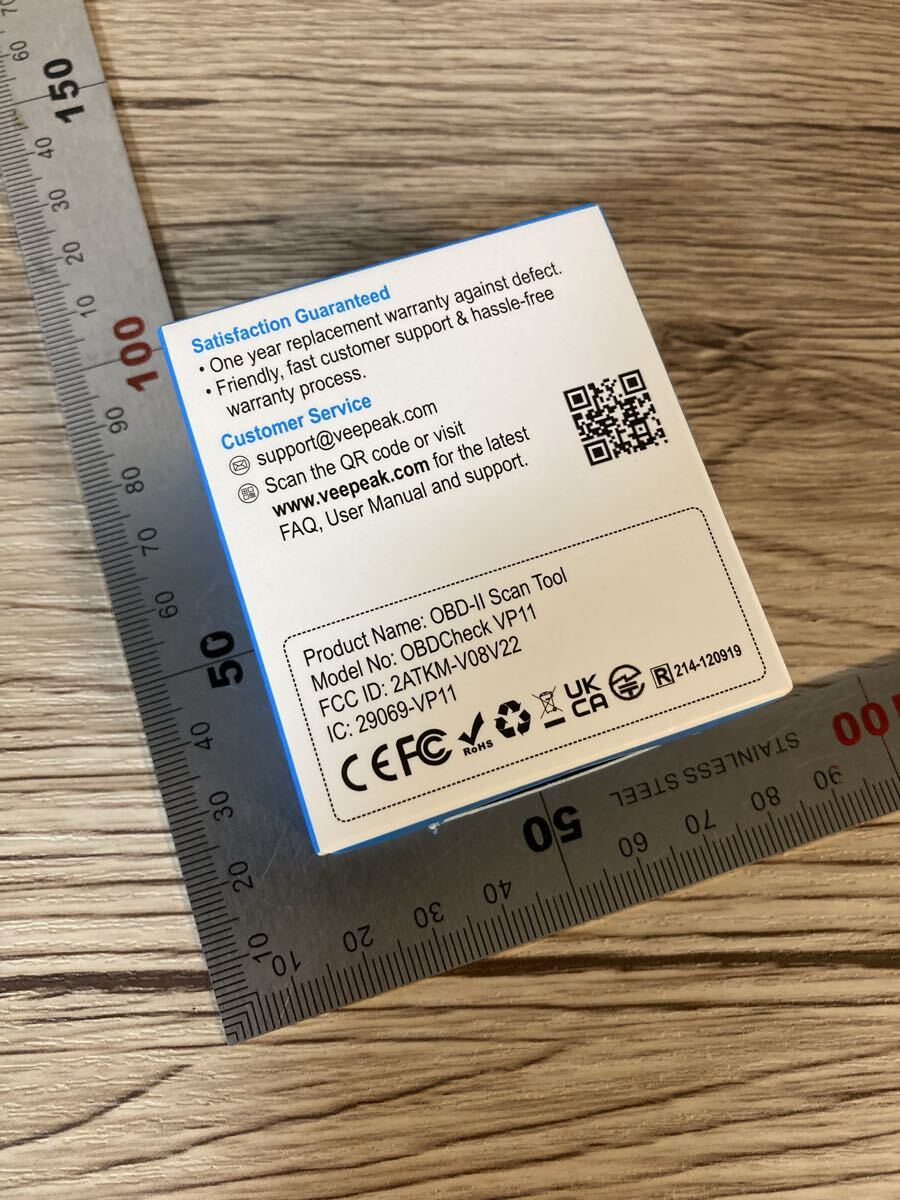 Satisfaction Guaranteed
• One year replacement warranty against defect.
• Friendly, fast customer support & hassle-free
warranty process.
Customer Service
support@veepeak.com
Scan the QR code or visit
www.veepeak.com for the latest
FAQ, User Manual and support.
Product Name: OBD-II Scan Tool
Model No: OBDCheck VP11
FCC ID: 2ATKM-V08V22
IC: 29069-VP11
CE FC RoHS UK CA R 214-120919
60
150
40
30
20
10
100
90
80
70
60
50
40
30
20
10
10 20 30 40 50 60 70 80 90 100
STAINLESS STEEL